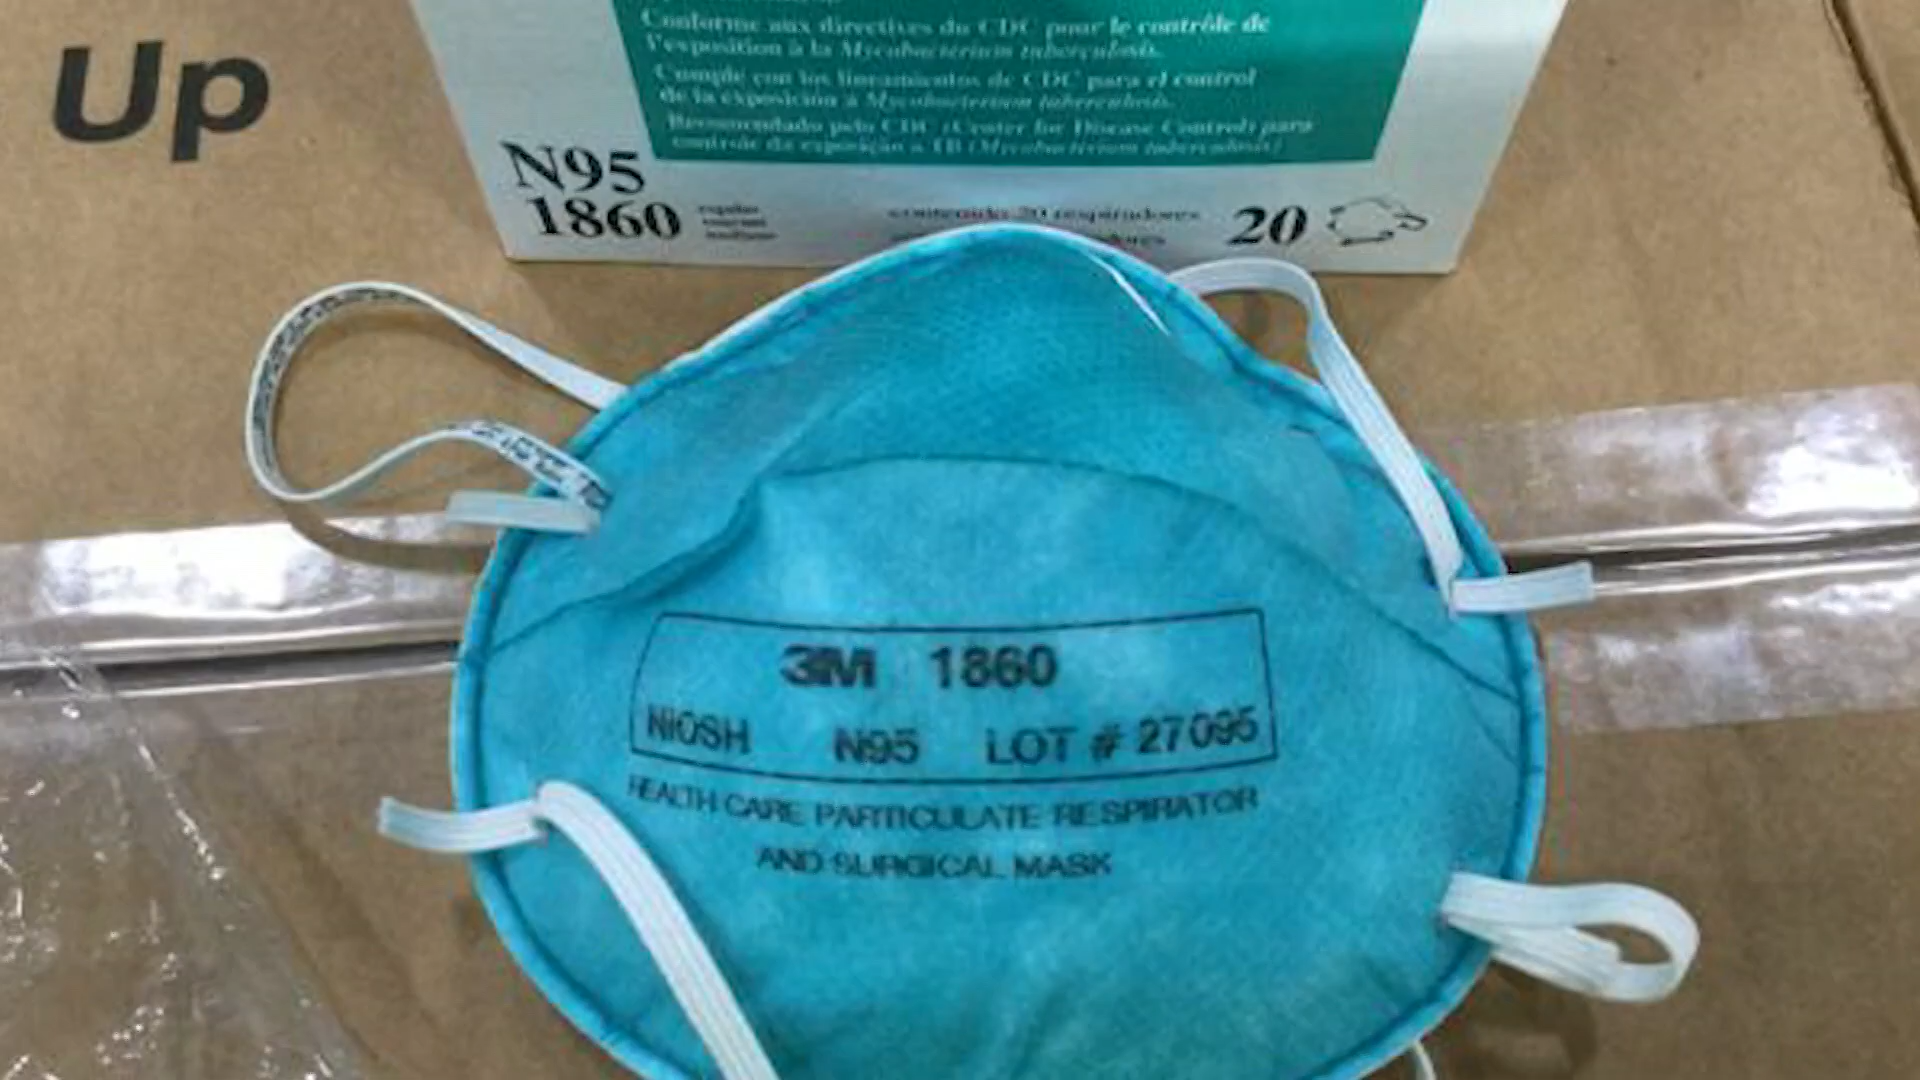 Up
Conforme aux directives du CDC pour le contrôle de
l'exposition à la Mycobacterium tuberculosis.
Cumple con los lineamientos de CDC para el control
de la exposición a Mycobacterium tuberculosis.
Recomendado pelo CDC (Center for Disease Control) para
controle da exposição a TB (Mycobacterium tuberculosis)
N95
1860
contenido 20 respiradores
20
3M 1860
NIOSH N95 LOT # 27095
HEALTH CARE PARTICULATE RESPIRATOR
AND SURGICAL MASK